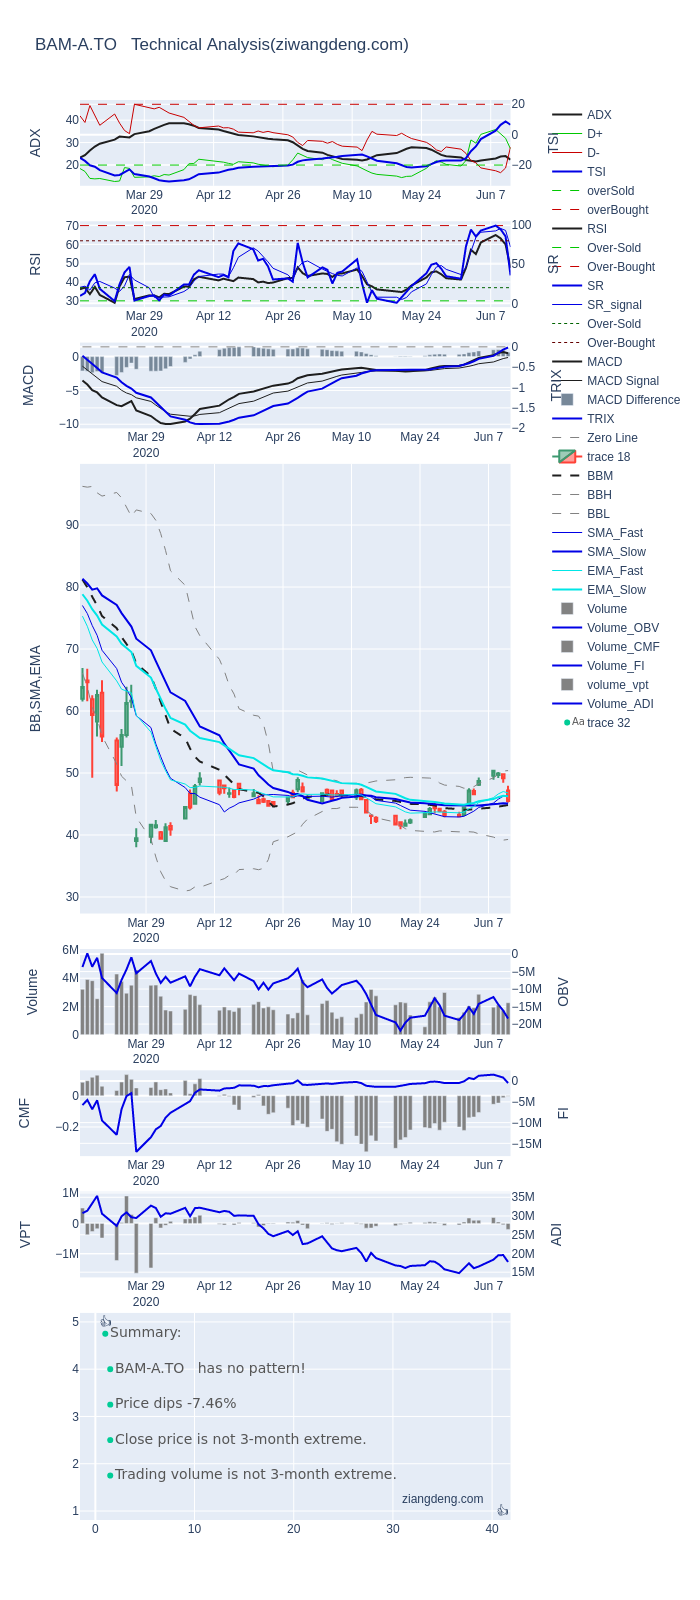 BAM-A.TO   Technical Analysis(ziwangdeng.com)
ADX
40
30
20
20
0
−20
TSI
Mar 29
2020
Apr 12
Apr 26
May 10
May 24
Jun 7
RSI
70
60
50
40
30
100
50
0
SR
Mar 29
2020
Apr 12
Apr 26
May 10
May 24
Jun 7
MACD
0
−5
−10
0
−0.5
−1
−1.5
−2
TRIX
Mar 29
2020
Apr 12
Apr 26
May 10
May 24
Jun 7
BB,SMA,EMA
90
80
70
60
50
40
30
Mar 29
2020
Apr 12
Apr 26
May 10
May 24
Jun 7
Volume
6M
4M
2M
0
0
−5M
−10M
−15M
−20M
OBV
Mar 29
2020
Apr 12
Apr 26
May 10
May 24
Jun 7
CMF
0
−0.2
0
−5M
−10M
−15M
FI
Mar 29
2020
Apr 12
Apr 26
May 10
May 24
Jun 7
VPT
1M
0
−1M
35M
30M
25M
20M
15M
ADI
Mar 29
2020
Apr 12
Apr 26
May 10
May 24
Jun 7
5
4
3
2
1
👍
Summary:
BAM-A.TO   has no pattern!
Price dips -7.46%
Close price is not 3-month extreme.
Trading volume is not 3-month extreme.
ziangdeng.com
👍
0
10
20
30
40
ADX
D+
D-
TSI
overSold
overBought
RSI
Over-Sold
Over-Bought
SR
SR_signal
Over-Sold
Over-Bought
MACD
MACD Signal
MACD Difference
TRIX
Zero Line
trace 18
BBM
BBH
BBL
SMA_Fast
SMA_Slow
EMA_Fast
EMA_Slow
Volume
Volume_OBV
Volume_CMF
Volume_FI
volume_vpt
Volume_ADI
Aa trace 32